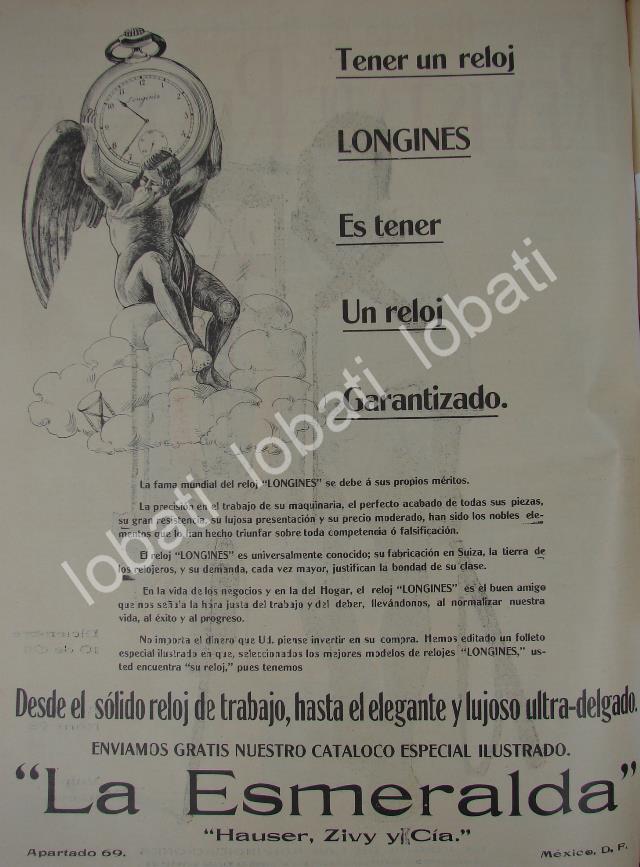 Longines
Tener un reloj
LONGINES
Es tener
Un reloj
Garantizado.
lobati lobati lobati lobati
La fama mundial del reloj "LONGINES" se debe á sus propios méritos.
La precisión en el trabajo de su maquinaria, el perfecto acabado de todas sus piezas,
su gran resistencia, su lujosa presentación y su precio moderado, han sido los nobles ele-
mentos que lo han hecho triunfar sobre toda competencia ó falsificación.
El reloj "LONGINES" es universalmente conocido; su fabricación en Suiza, la tierra de
los relojeros, y su demanda, cada vez mayor, justifican la bondad de su clase.
En la vida de los negocios y en la del Hogar, el reloj "LONGINES" es el buen amigo
que nos señala la hora justa del trabajo y del deber, llevándonos, al normalizar nuestra
vida, al éxito y al progreso.
No importa el dinero que Ud. piense invertir en su compra. Hemos editado un folleto
especial ilustrado en que, seleccionados los mejores modelos de relojes "LONGINES," us-
ted encuentra "su reloj," pues tenemos
Desde el sólido reloj de trabajo, hasta el elegante y lujoso ultra-delgado.
ENVIAMOS GRATIS NUESTRO CATALOCO ESPECIAL ILUSTRADO.
"La Esmeralda"
"Hauser, Zivy y Cía."
Apartado 69.
México, D. F.